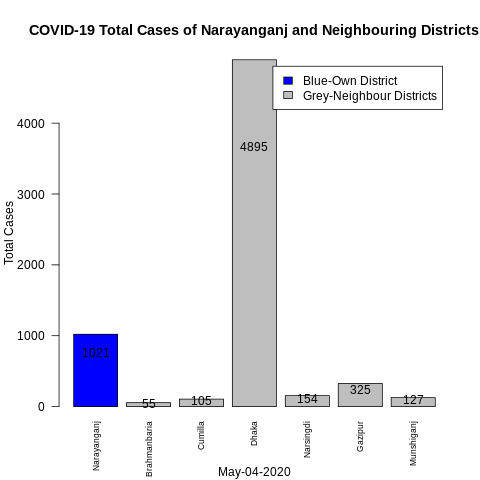 COVID-19 Total Cases of Narayanganj and Neighbouring Districts
Blue-Own District
Grey-Neighbour Districts
Total Cases
4000
3000
2000
1000
0
1021
55
105
4895
154
325
127
Narayanganj
Brahmanbaria
Cumilla
Dhaka
Narsingdi
Gazipur
Munshiganj
May-04-2020